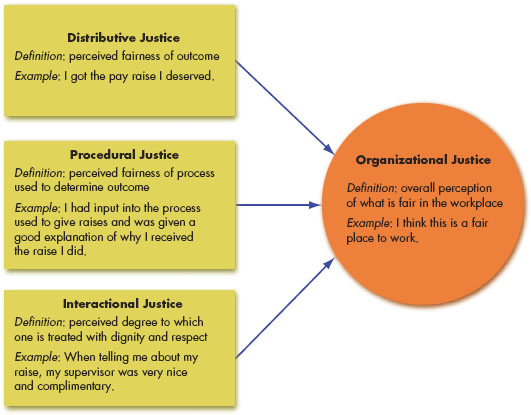 Distributive Justice
Definition: perceived fairness of outcome
Example: I got the pay raise I deserved.
Procedural Justice
Definition: perceived fairness of process
used to determine outcome
Example: I had input into the process
used to give raises and was given a
good explanation of why I received
the raise I did.
Interactional Justice
Definition: perceived degree to which
one is treated with dignity and respect
Example: When telling me about my
raise, my supervisor was very nice
and complimentary.
Organizational Justice
Definition: overall perception
of what is fair in the workplace
Example: I think this is a fair
place to work.